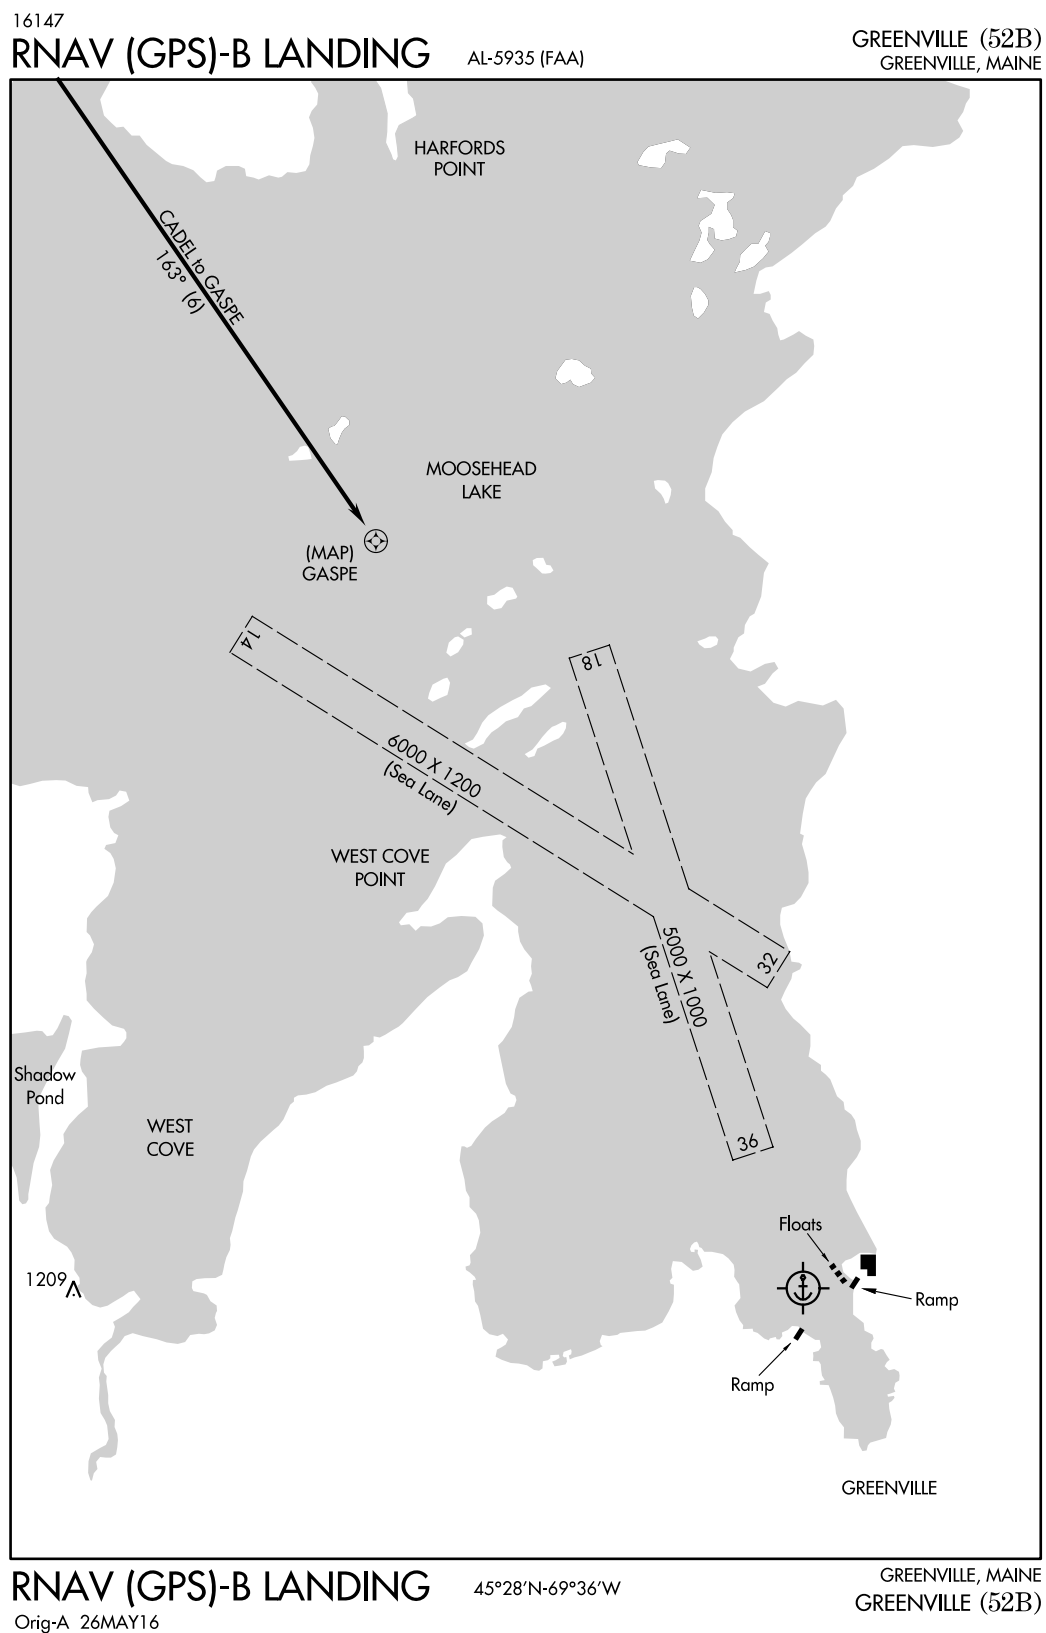 16147
RNAV (GPS)-B LANDING
AL-5935 (FAA)
GREENVILLE (52B)
GREENVILLE, MAINE
HARFORDS
POINT
CADEL to GASPE
163° (6)
MOOSEHEAD
LAKE
(MAP)
GASPE
14
18
6000 X 1200
(Sea Lane)
WEST COVE
POINT
5000 X 1000
(Sea Lane)
32
Shadow
Pond
WEST
COVE
36
Floats
1209
Ramp
Ramp
GREENVILLE
RNAV (GPS)-B LANDING
45°28'N-69°36'W
GREENVILLE, MAINE
GREENVILLE (52B)
Orig-A 26MAY16